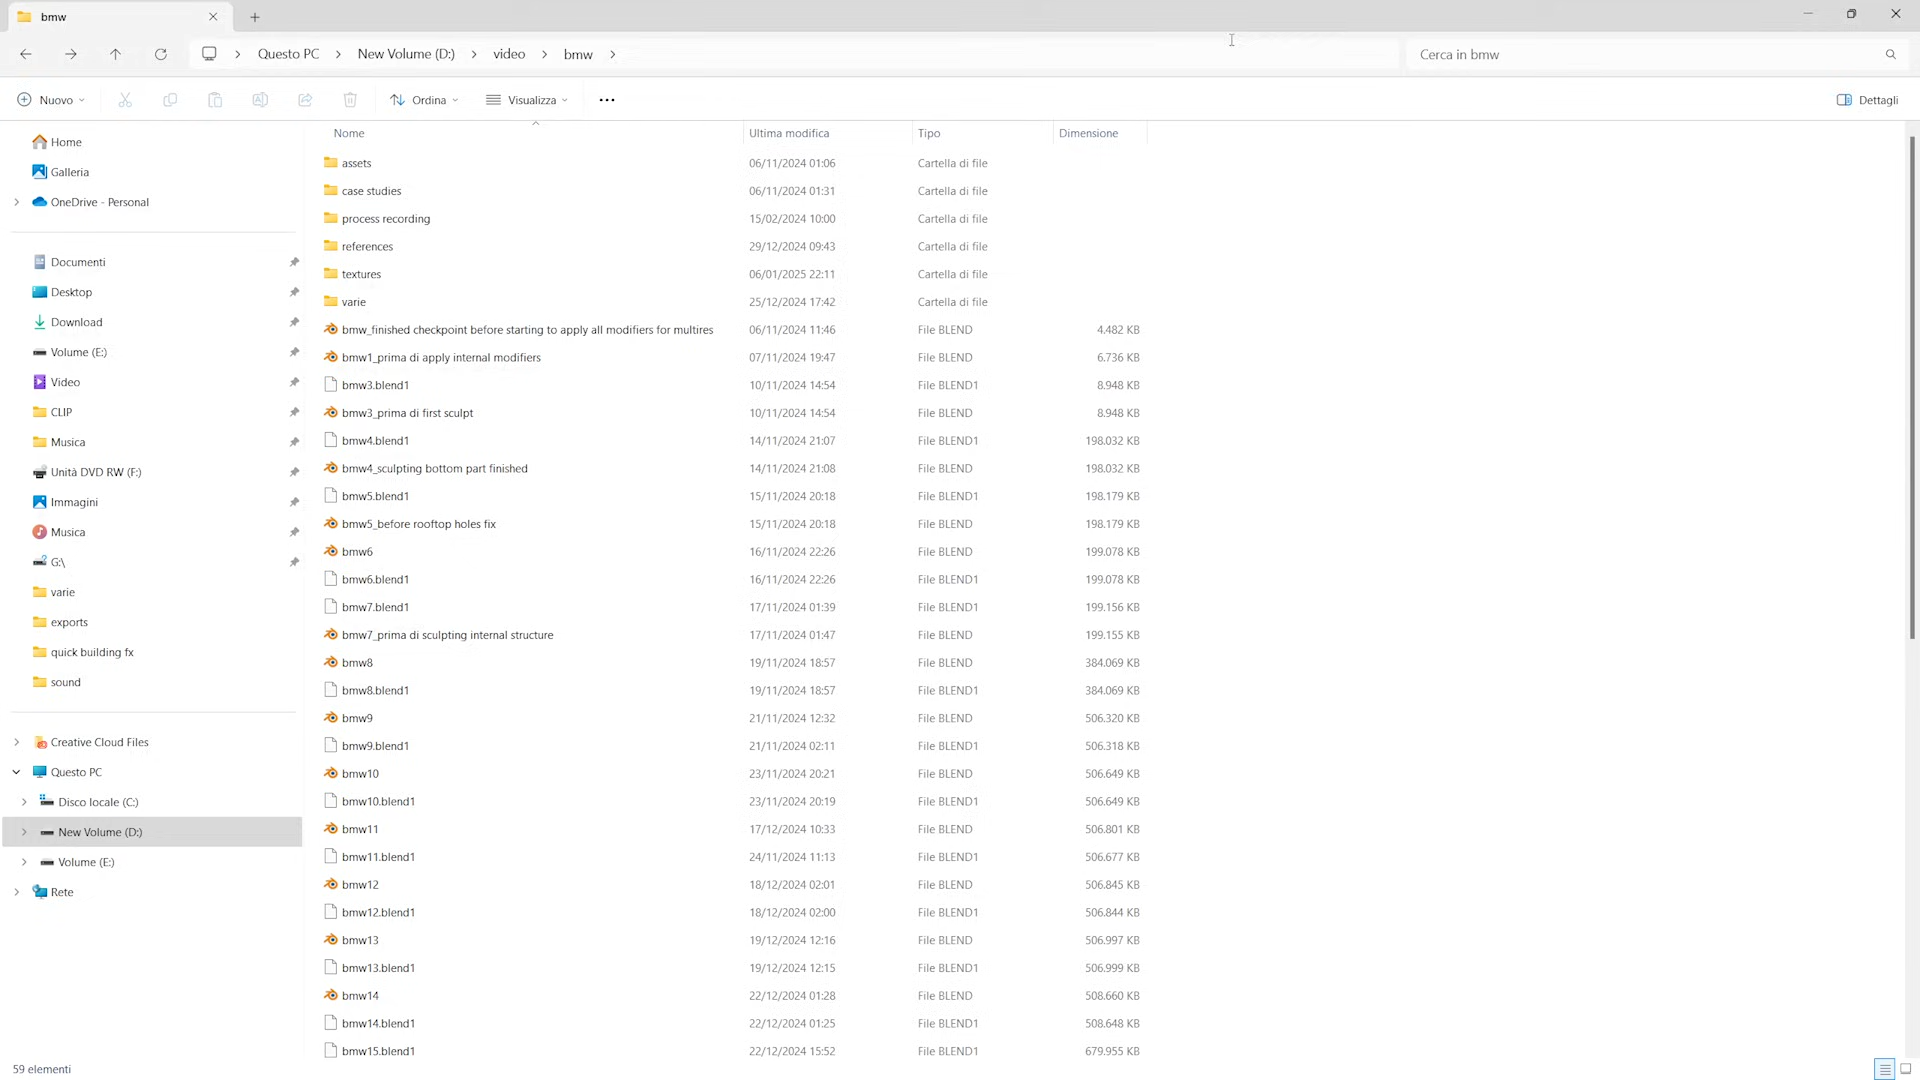 bmw
Questo PC > New Volume (D:) > video > bmw >
Cerca in bmw
Nuovo
Ordina
Visualizza
Dettagli
Home
Galleria
OneDrive - Personal
Documenti
Desktop
Download
Volume (E:)
Video
CLIP
Musica
Unità DVD RW (F:)
Immagini
Musica
G:\
varie
exports
quick building fx
sound
Creative Cloud Files
Questo PC
Disco locale (C:)
New Volume (D:)
Volume (E:)
Rete
Nome Ultima modifica Tipo Dimensione
assets 06/11/2024 01:06 Cartella di file
case studies 06/11/2024 01:31 Cartella di file
process recording 15/02/2024 10:00 Cartella di file
references 29/12/2024 09:43 Cartella di file
textures 06/01/2025 22:11 Cartella di file
varie 25/12/2024 17:42 Cartella di file
bmw_finished checkpoint before starting to apply all modifiers for multires 06/11/2024 11:46 File BLEND 4.482 KB
bmw1_prima di apply internal modifiers 07/11/2024 19:47 File BLEND 6.736 KB
bmw3.blend1 10/11/2024 14:54 File BLEND1 8.948 KB
bmw3_prima di first sculpt 10/11/2024 14:54 File BLEND 8.948 KB
bmw4.blend1 14/11/2024 21:07 File BLEND1 198.032 KB
bmw4_sculpting bottom part finished 14/11/2024 21:08 File BLEND 198.032 KB
bmw5.blend1 15/11/2024 20:18 File BLEND1 198.179 KB
bmw5_before rooftop holes fix 15/11/2024 20:18 File BLEND 198.179 KB
bmw6 16/11/2024 22:26 File BLEND 199.078 KB
bmw6.blend1 16/11/2024 22:26 File BLEND1 199.078 KB
bmw7.blend1 17/11/2024 01:39 File BLEND1 199.156 KB
bmw7_prima di sculpting internal structure 17/11/2024 01:47 File BLEND 199.155 KB
bmw8 19/11/2024 18:57 File BLEND 384.069 KB
bmw8.blend1 19/11/2024 18:57 File BLEND1 384.069 KB
bmw9 21/11/2024 12:32 File BLEND 506.320 KB
bmw9.blend1 21/11/2024 02:11 File BLEND1 506.318 KB
bmw10 23/11/2024 20:21 File BLEND 506.649 KB
bmw10.blend1 23/11/2024 20:19 File BLEND1 506.649 KB
bmw11 17/12/2024 10:33 File BLEND 506.801 KB
bmw11.blend1 24/11/2024 11:13 File BLEND1 506.677 KB
bmw12 18/12/2024 02:01 File BLEND 506.845 KB
bmw12.blend1 18/12/2024 02:00 File BLEND1 506.844 KB
bmw13 19/12/2024 12:16 File BLEND 506.997 KB
bmw13.blend1 19/12/2024 12:15 File BLEND1 506.999 KB
bmw14 22/12/2024 01:28 File BLEND 508.660 KB
bmw14.blend1 22/12/2024 01:25 File BLEND1 508.648 KB
bmw15.blend1 22/12/2024 15:52 File BLEND1 679.955 KB
59 elementi